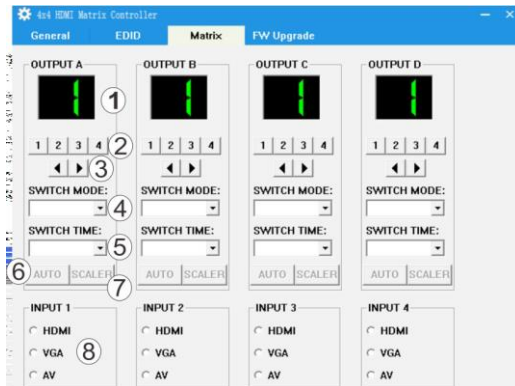 4x4 HDMI Matrix Controller
General EDID Matrix FW Upgrade
OUTPUT A OUTPUT B OUTPUT C OUTPUT D
1 1 1 1
①
1 2 3 4 ② 1 2 3 4 1 2 3 4 1 2 3 4
③
SWITCH MODE: SWITCH MODE: SWITCH MODE: SWITCH MODE:
④
SWITCH TIME: SWITCH TIME: SWITCH TIME: SWITCH TIME:
⑤
⑥ AUTO SCALER AUTO SCALER AUTO SCALER AUTO SCALER
⑦
INPUT 1 INPUT 2 INPUT 3 INPUT 4
HDMI HDMI HDMI HDMI
VGA ⑧ VGA VGA VGA
AV AV AV AV